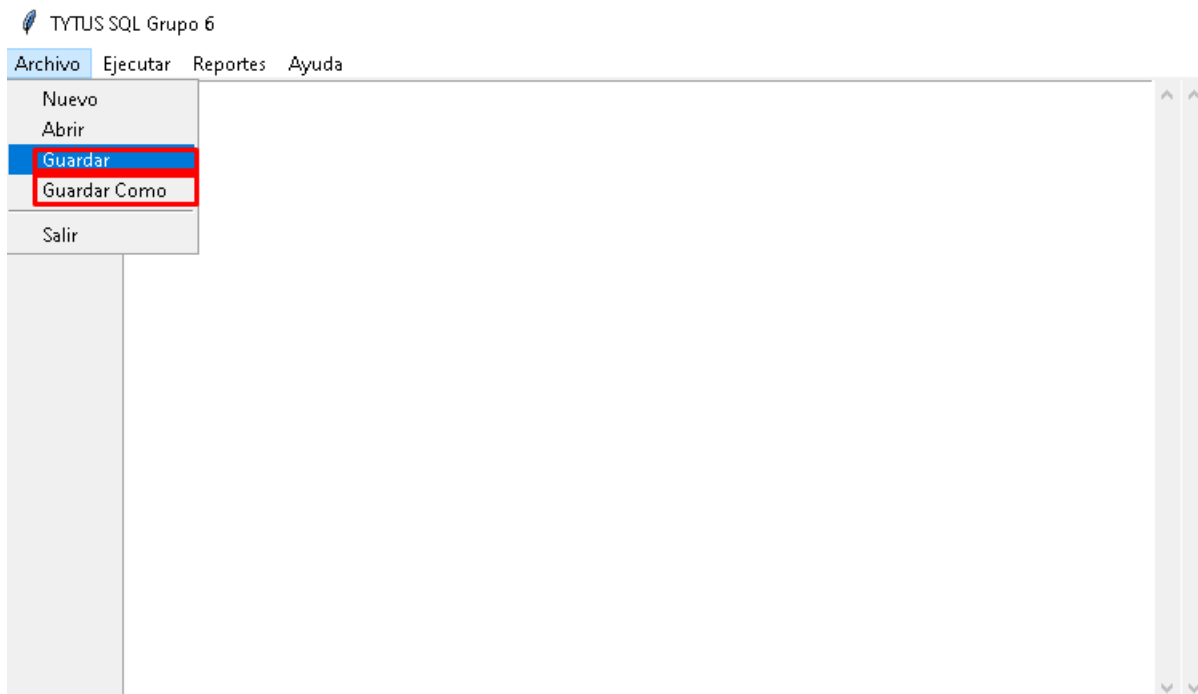 TYTUS SQL Grupo 6
Archivo Ejecutar Reportes Ayuda
Nuevo
Abrir
Guardar
Guardar Como
Salir